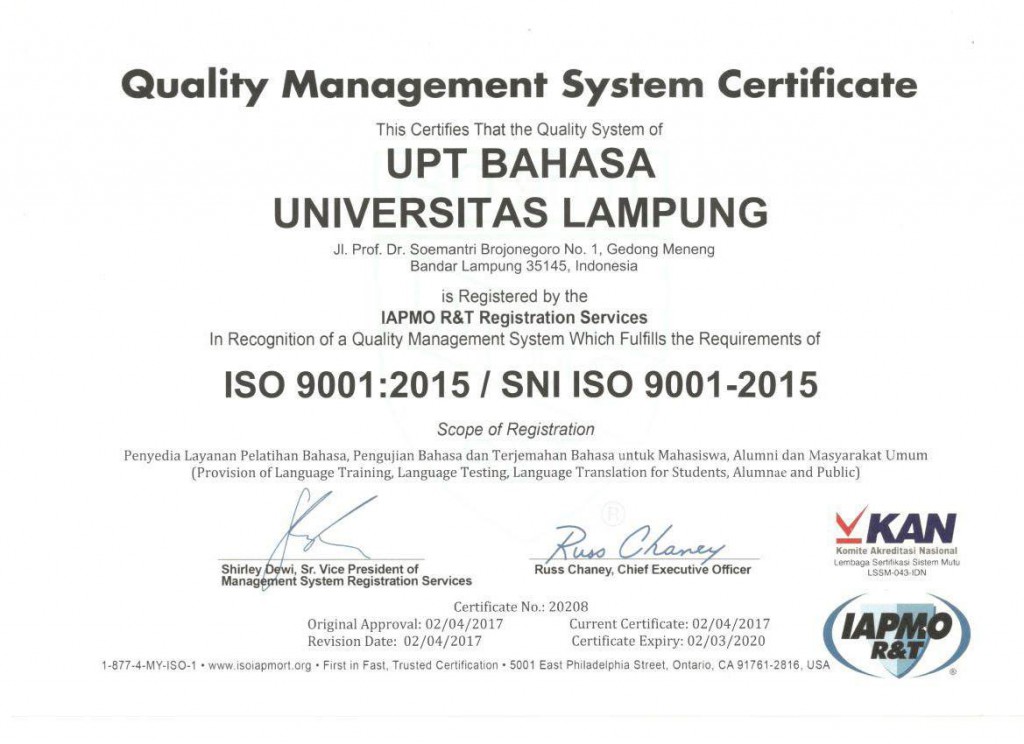 Quality Management System Certificate
This Certifies That the Quality System of
UPT BAHASA
UNIVERSITAS LAMPUNG
Jl. Prof. Dr. Soemantri Brojonegoro No. 1, Gedong Meneng
Bandar Lampung 35145, Indonesia
is Registered by the
IAPMO R&T Registration Services
In Recognition of a Quality Management System Which Fulfills the Requirements of
ISO 9001:2015 / SNI ISO 9001-2015
Scope of Registration
Penyedia Layanan Pelatihan Bahasa, Pengujian Bahasa dan Terjemahan Bahasa untuk Mahasiswa, Alumni dan Masyarakat Umum
(Provision of Language Training, Language Testing, Language Translation for Students, Alumnae and Public)
®
Russ Chaney
Shirley Dewi, Sr. Vice President of
Management System Registration Services
Russ Chaney, Chief Executive Officer
KAN
Komite Akreditasi Nasional
Lembaga Sertifikasi Sistem Mutu
LSSM-043-IDN
Certificate No.: 20208
Original Approval: 02/04/2017
Current Certificate: 02/04/2017
Revision Date: 02/04/2017
Certificate Expiry: 02/03/2020
IAPMO
R&T
®
1-877-4-MY-ISO-1 • www.isoiapmort.org • First in Fast, Trusted Certification • 5001 East Philadelphia Street, Ontario, CA 91761-2816, USA